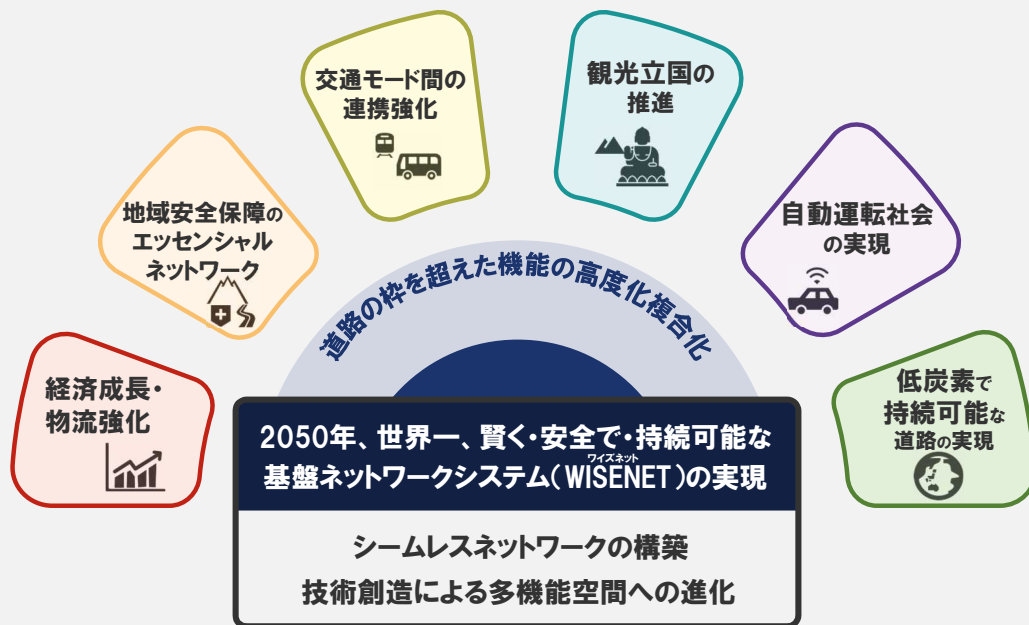 交通モード間の
連携強化
観光立国の
推進
地域安全保障の
エッセンシャル
ネットワーク
自動運転社会
の実現
経済成長・
物流強化
低炭素で
持続可能な
道路の実現
道路の枠を超えた機能の高度化複合化
2050年、世界一、賢く・安全で・持続可能な
ワイズネット
基盤ネットワークシステム(WISENET)の実現
シームレスネットワークの構築
技術創造による多機能空間への進化